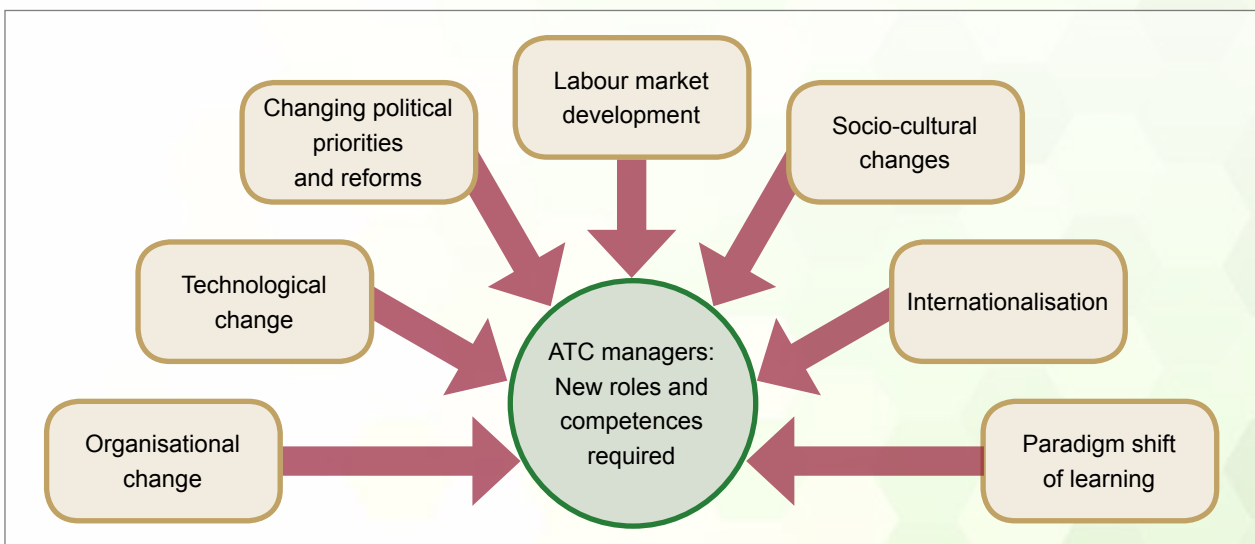 Labour market
development
Changing political
priorities
and reforms
Socio-cultural
changes
Technological
change
Internationalisation
ATC managers:
New roles and
competences
required
Organisational
change
Paradigm shift
of learning